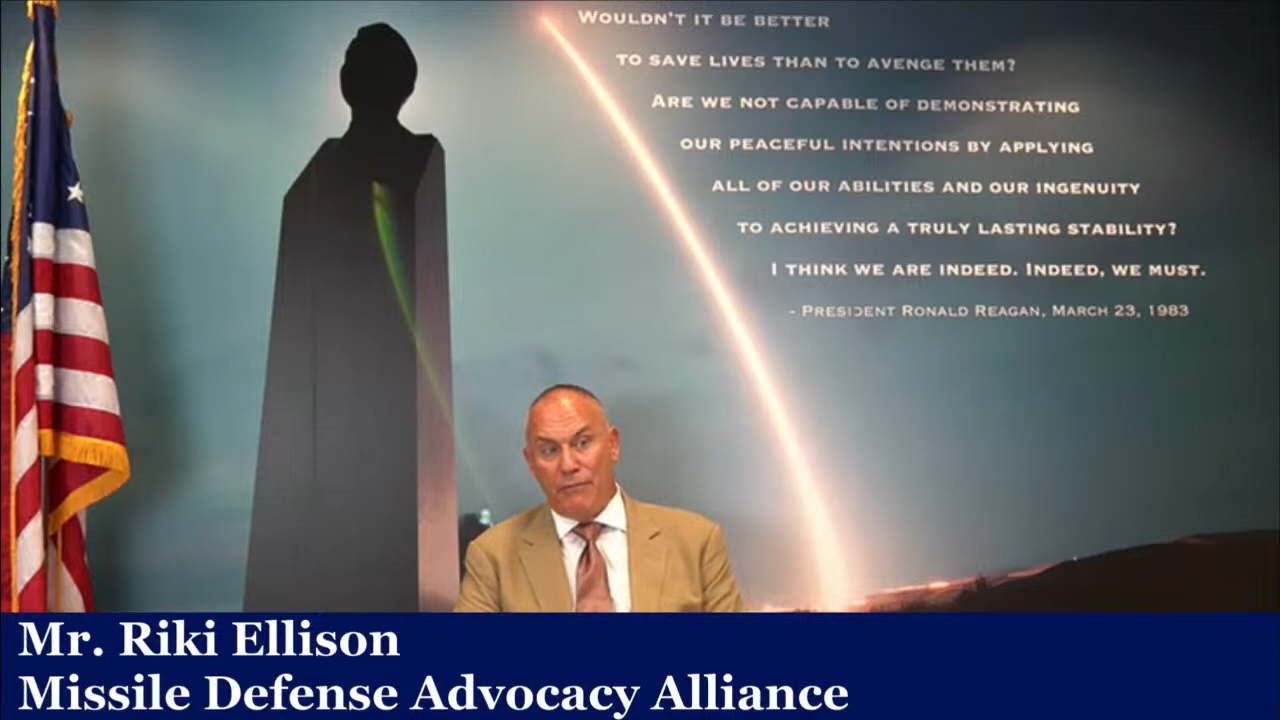 WOULDN'T IT BE BETTER
TO SAVE LIVES THAN TO AVENGE THEM?
ARE WE NOT CAPABLE OF DEMONSTRATING
OUR PEACEFUL INTENTIONS BY APPLYING
ALL OF OUR ABILITIES AND OUR INGENUITY
TO ACHIEVING A TRULY LASTING STABILITY?
I THINK WE ARE INDEED. INDEED, WE MUST.
- PRESIDENT RONALD REAGAN, MARCH 23, 1983
Mr. Riki Ellison
Missile Defense Advocacy Alliance